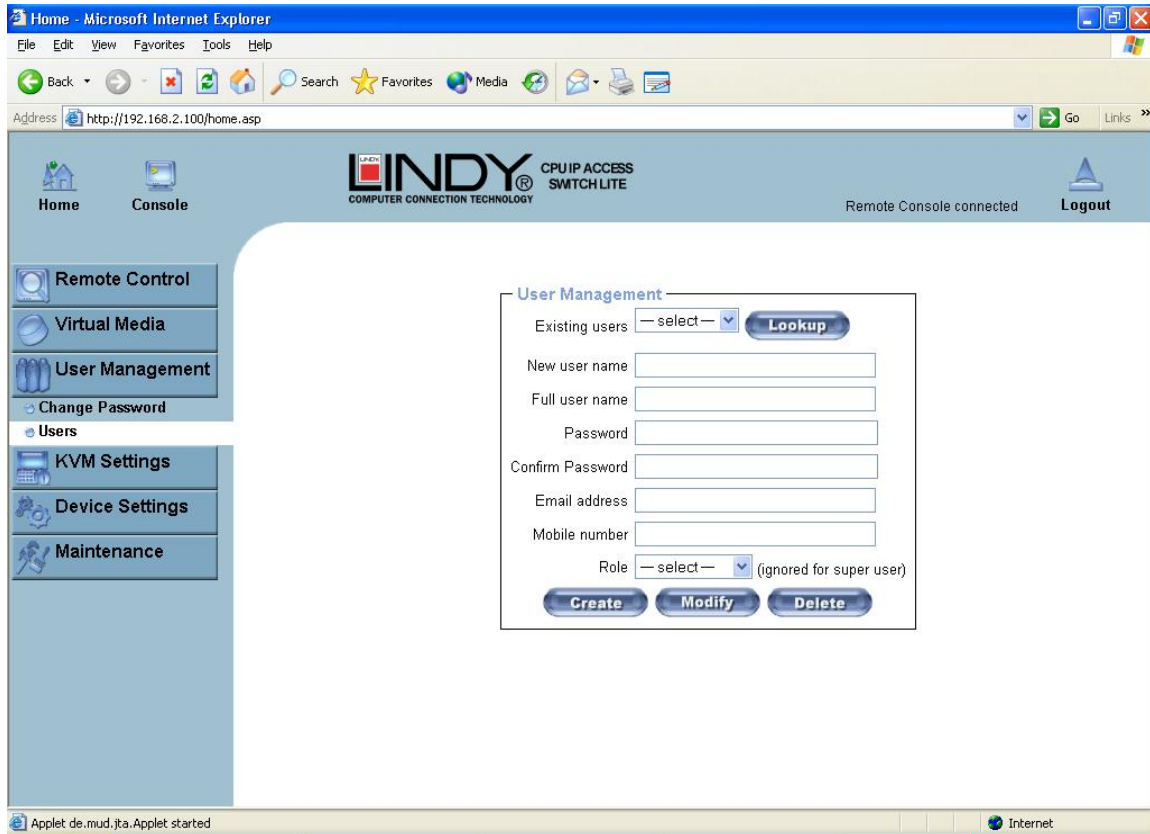 Home - Microsoft Internet Explorer
File Edit View Favorites Tools Help
Back Search Favorites Media
Address http://192.168.2.100/home.asp Go Links »
Home Console
LINDY
LINDY ®
COMPUTER CONNECTION TECHNOLOGY
CPU IP ACCESS
SWITCH LITE
Remote Console connected
Logout
Remote Control
Virtual Media
User Management
Change Password
Users
KVM Settings
Device Settings
Maintenance
User Management
Existing users — select — Lookup
New user name
Full user name
Password
Confirm Password
Email address
Mobile number
Role — select — (ignored for super user)
Create Modify Delete
Applet de.mud.jta.Applet started Internet